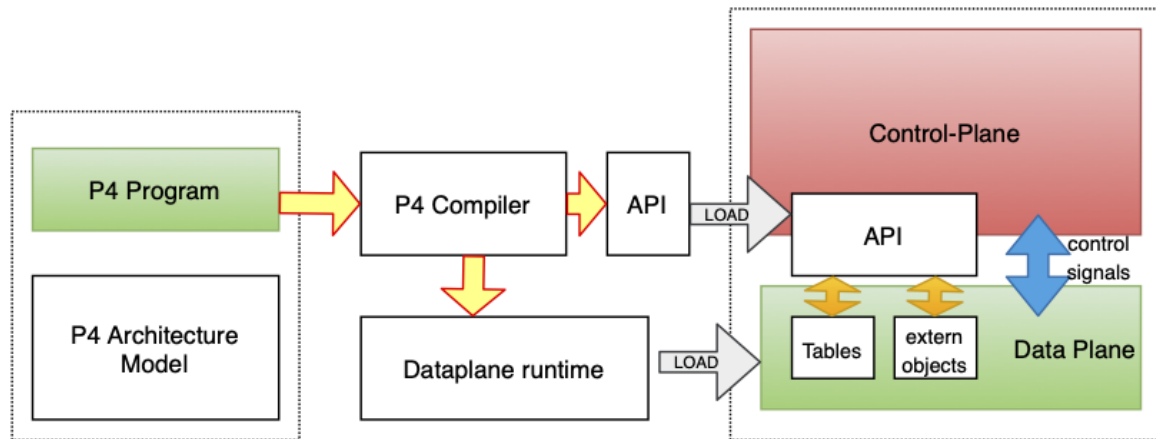 P4 Program
P4 Architecture
Model
P4 Compiler
API
Dataplane runtime
LOAD
LOAD
Control-Plane
API
control
signals
Tables
extern
objects
Data Plane